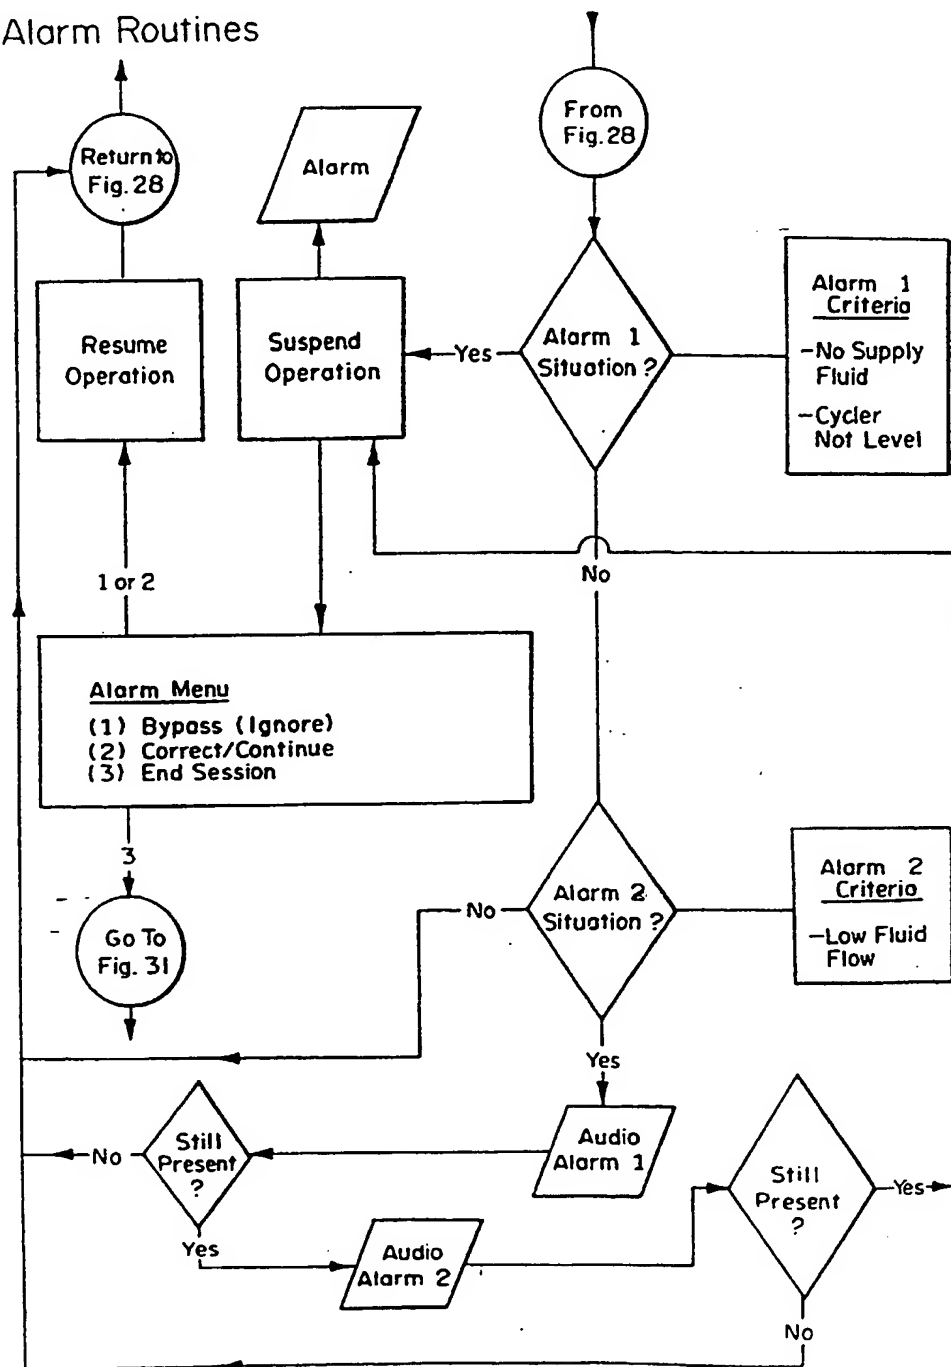 Alarm Routines
From
Fig. 28
Return to
Fig. 28
Alarm
Resume
Operation
Suspend
Operation
Yes
Alarm 1
Situation ?
Alarm 1
Criteria
-No Supply
Fluid
-Cycler
Not Level
No
1 or 2
Alarm Menu
(1) Bypass (Ignore)
(2) Correct/Continue
(3) End Session
3
Go To
Fig. 31
No
Alarm 2
Situation ?
Alarm 2
Criteria
-Low Fluid
Flow
Yes
Audio
Alarm 1
No
Still
Present
?
Yes
Audio
Alarm 2
Still
Present
?
Yes
No